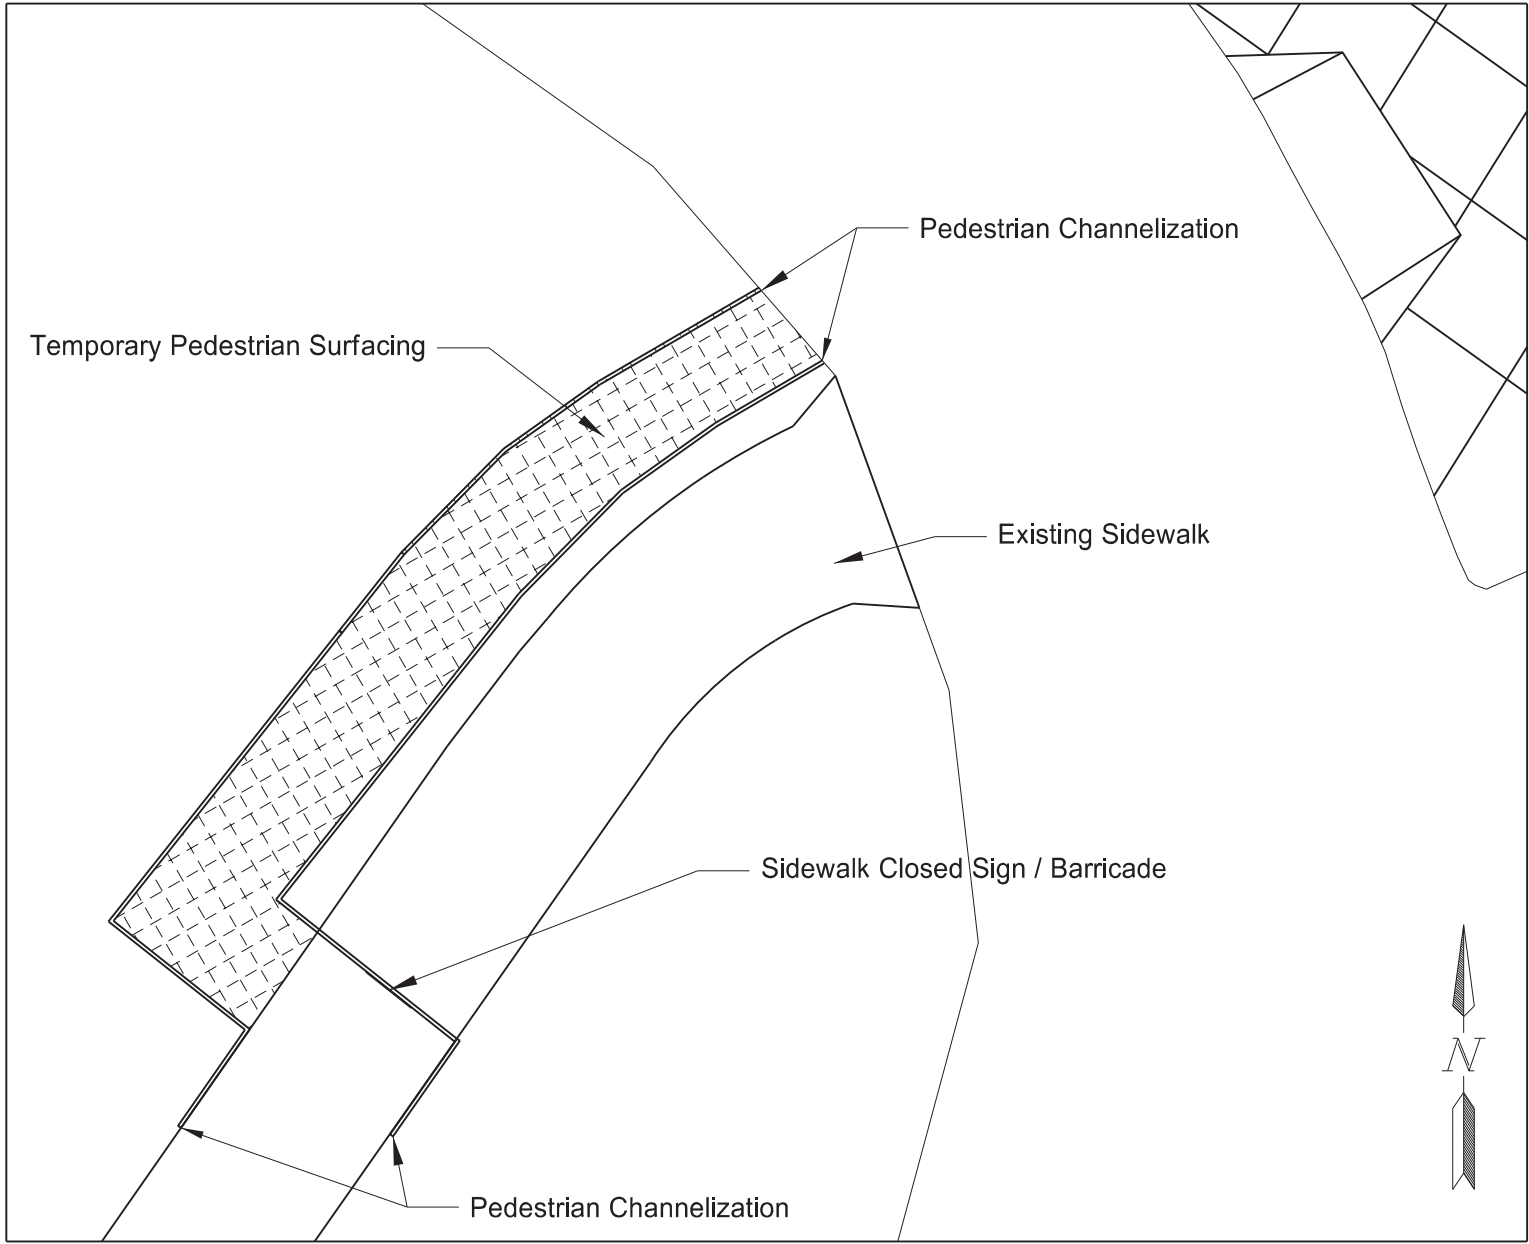 Pedestrian Channelization
Temporary Pedestrian Surfacing
Existing Sidewalk
Sidewalk Closed Sign / Barricade
N
Pedestrian Channelization